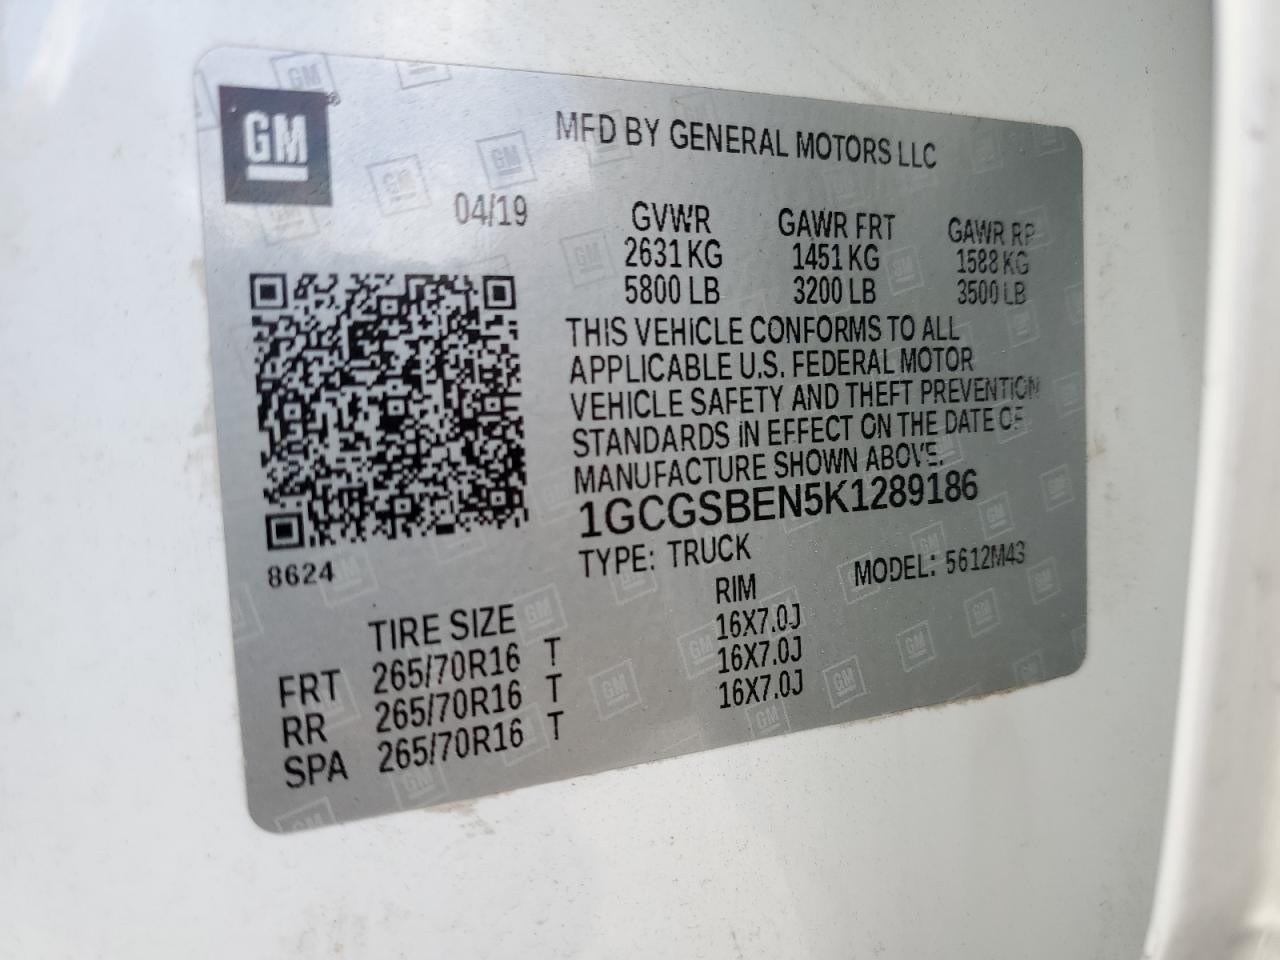 GM
MFD BY GENERAL MOTORS LLC
04/19
GVWR GAWR FRT GAWR RR
2631 KG 1451 KG 1588 KG
5800 LB 3200 LB 3500 LB
THIS VEHICLE CONFORMS TO ALL
APPLICABLE U.S. FEDERAL MOTOR
VEHICLE SAFETY AND THEFT PREVENTION
STANDARDS IN EFFECT ON THE DATE OF
MANUFACTURE SHOWN ABOVE.
1GCGSBEN5K1289186
8624
TYPE: TRUCK MODEL: 5612M43
TIRE SIZE RIM
FRT 265/70R16 T 16X7.0J
RR 265/70R16 T 16X7.0J
SPA 265/70R16 T 16X7.0J